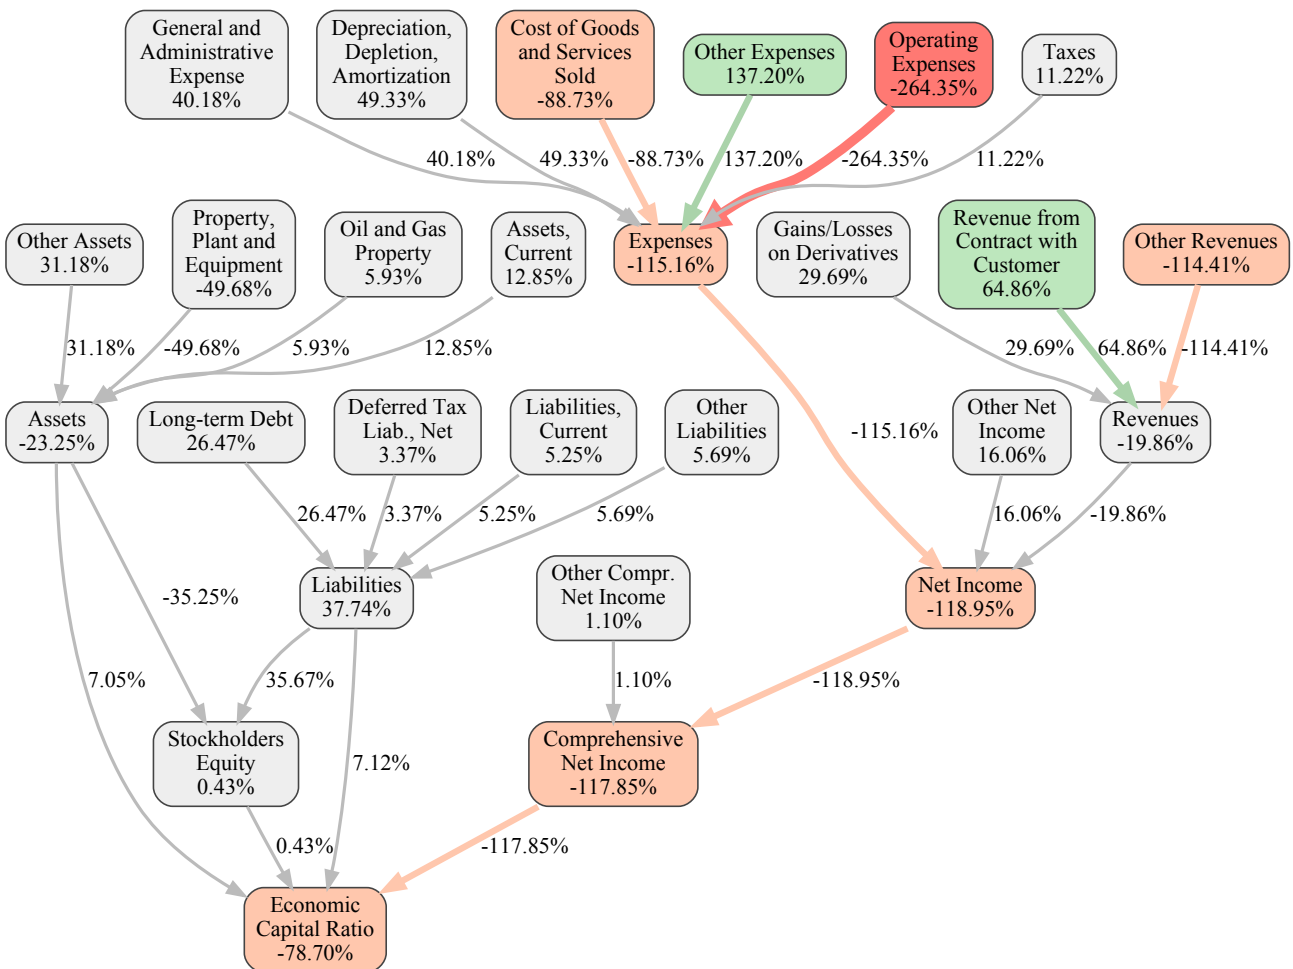 General and
Administrative
Expense
40.18%
Depreciation,
Depletion,
Amortization
49.33%
Cost of Goods
and Services
Sold
-88.73%
Other Expenses
137.20%
Operating
Expenses
-264.35%
Taxes
11.22%
40.18%
49.33%
-88.73%
137.20%
-264.35%
11.22%
Other Assets
31.18%
Property,
Plant and
Equipment
-49.68%
Oil and Gas
Property
5.93%
Assets,
Current
12.85%
Expenses
-115.16%
Gains/Losses
on Derivatives
29.69%
Revenue from
Contract with
Customer
64.86%
Other Revenues
-114.41%
31.18%
-49.68%
5.93%
12.85%
29.69%
64.86%
-114.41%
Assets
-23.25%
Long-term Debt
26.47%
Deferred Tax
Liab., Net
3.37%
Liabilities,
Current
5.25%
Other
Liabilities
5.69%
-115.16%
Other Net
Income
16.06%
Revenues
-19.86%
26.47%
3.37%
5.25%
5.69%
16.06%
-19.86%
-35.25%
Liabilities
37.74%
Other Compr.
Net Income
1.10%
Net Income
-118.95%
7.05%
35.67%
1.10%
-118.95%
Stockholders
Equity
0.43%
7.12%
Comprehensive
Net Income
-117.85%
0.43%
-117.85%
Economic
Capital Ratio
-78.70%